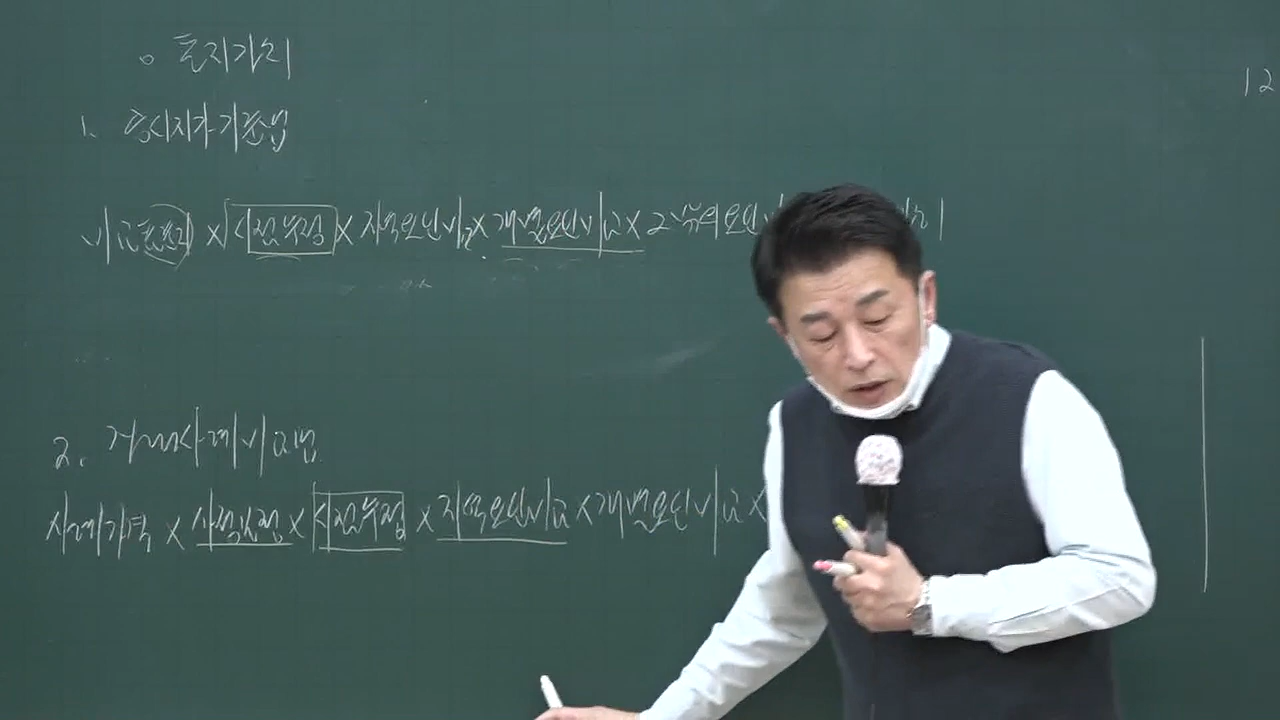 ○ 토지가치
12
1. 공시지가기준법
비교표준지 × 시점수정 × 지역요인비교 × 개별요인비교 × 그밖의요인
2. 거래사례비교법
사례가격 × 사정보정 × 시점수정 × 지역요인비교 × 개별요인비교 ×